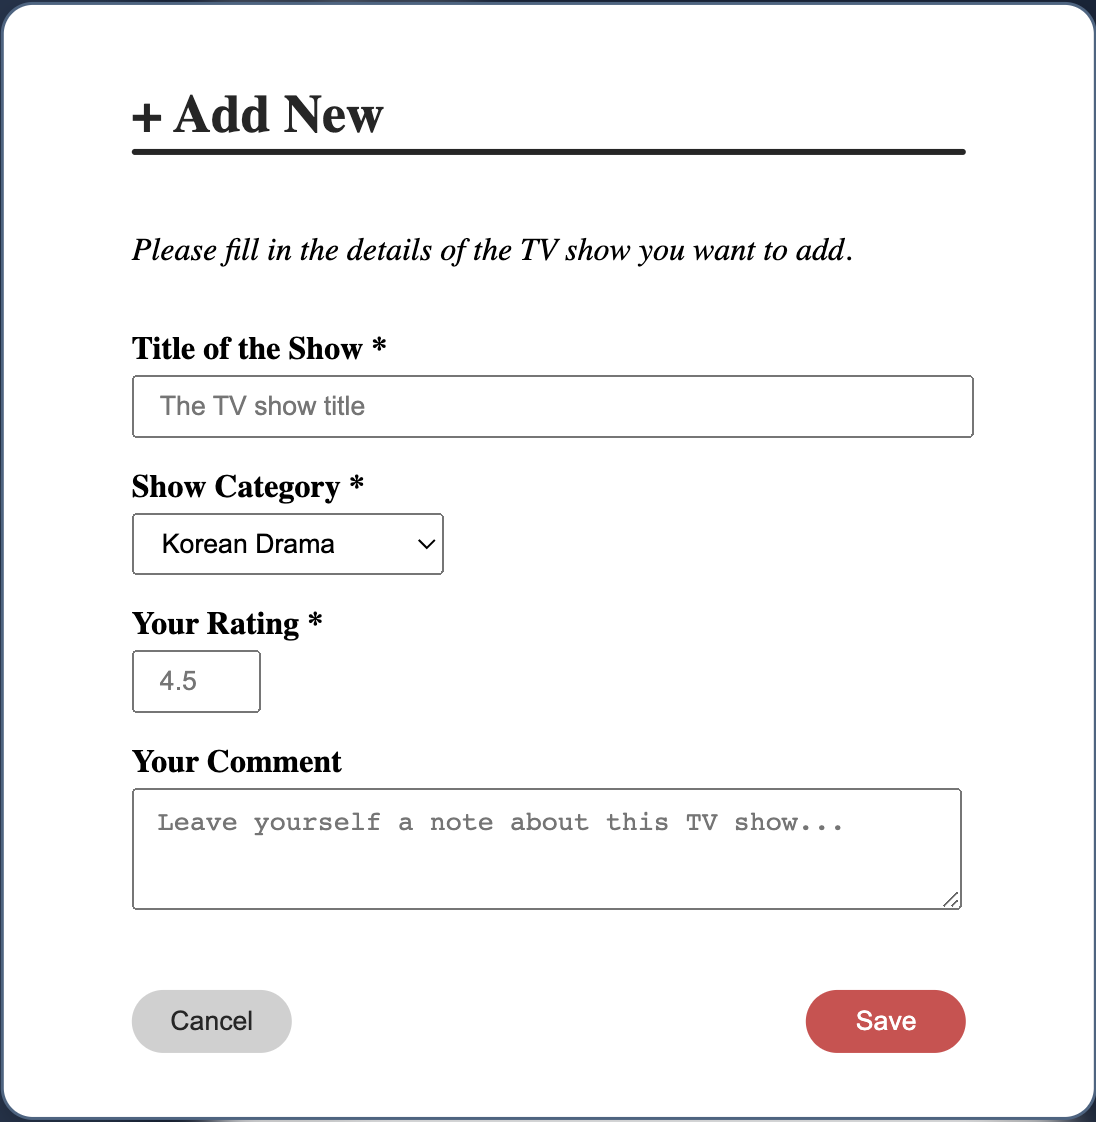 + Add New
Please fill in the details of the TV show you want to add.
Title of the Show *
The TV show title
Show Category *
Korean Drama
Your Rating *
4.5
Your Comment
Leave yourself a note about this TV show...
Cancel
Save